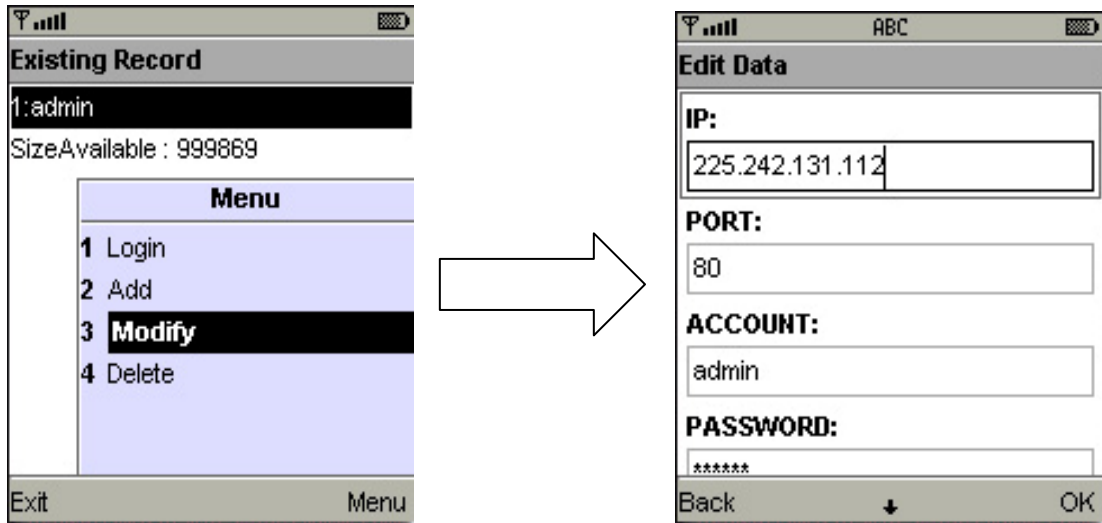 Existing Record
1:admin
SizeAvailable : 999869
Menu
1 Login
2 Add
3 Modify
4 Delete
Exit Menu
ABC
Edit Data
IP:
225.242.131.112
PORT:
80
ACCOUNT:
admin
PASSWORD:
******
Back OK